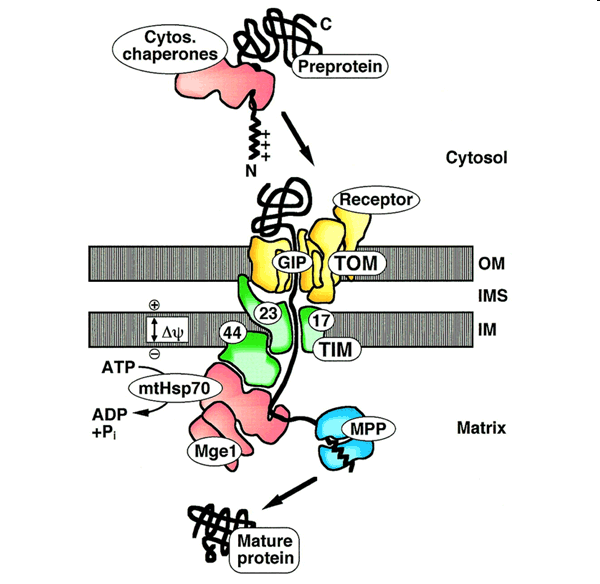 C
Cytos.
chaperones
Preprotein
+++
N
Cytosol
Receptor
GIP
TOM
OM
IMS
IM
⊕
Δψ
⊖
23
17
44
TIM
ATP
mtHsp70
ADP
+Pi
Mge1
MPP
Matrix
Mature
protein